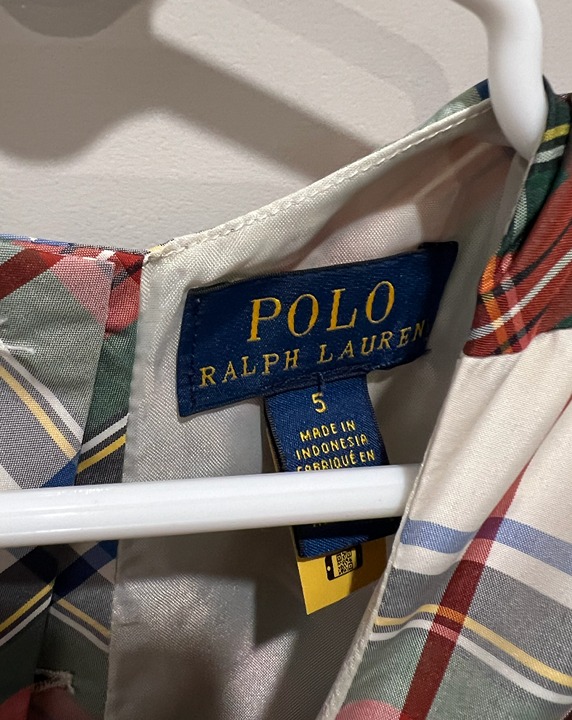 POLO
RALPH LAUREN
5
MADE IN
INDONESIA
FABRIQUÉ EN